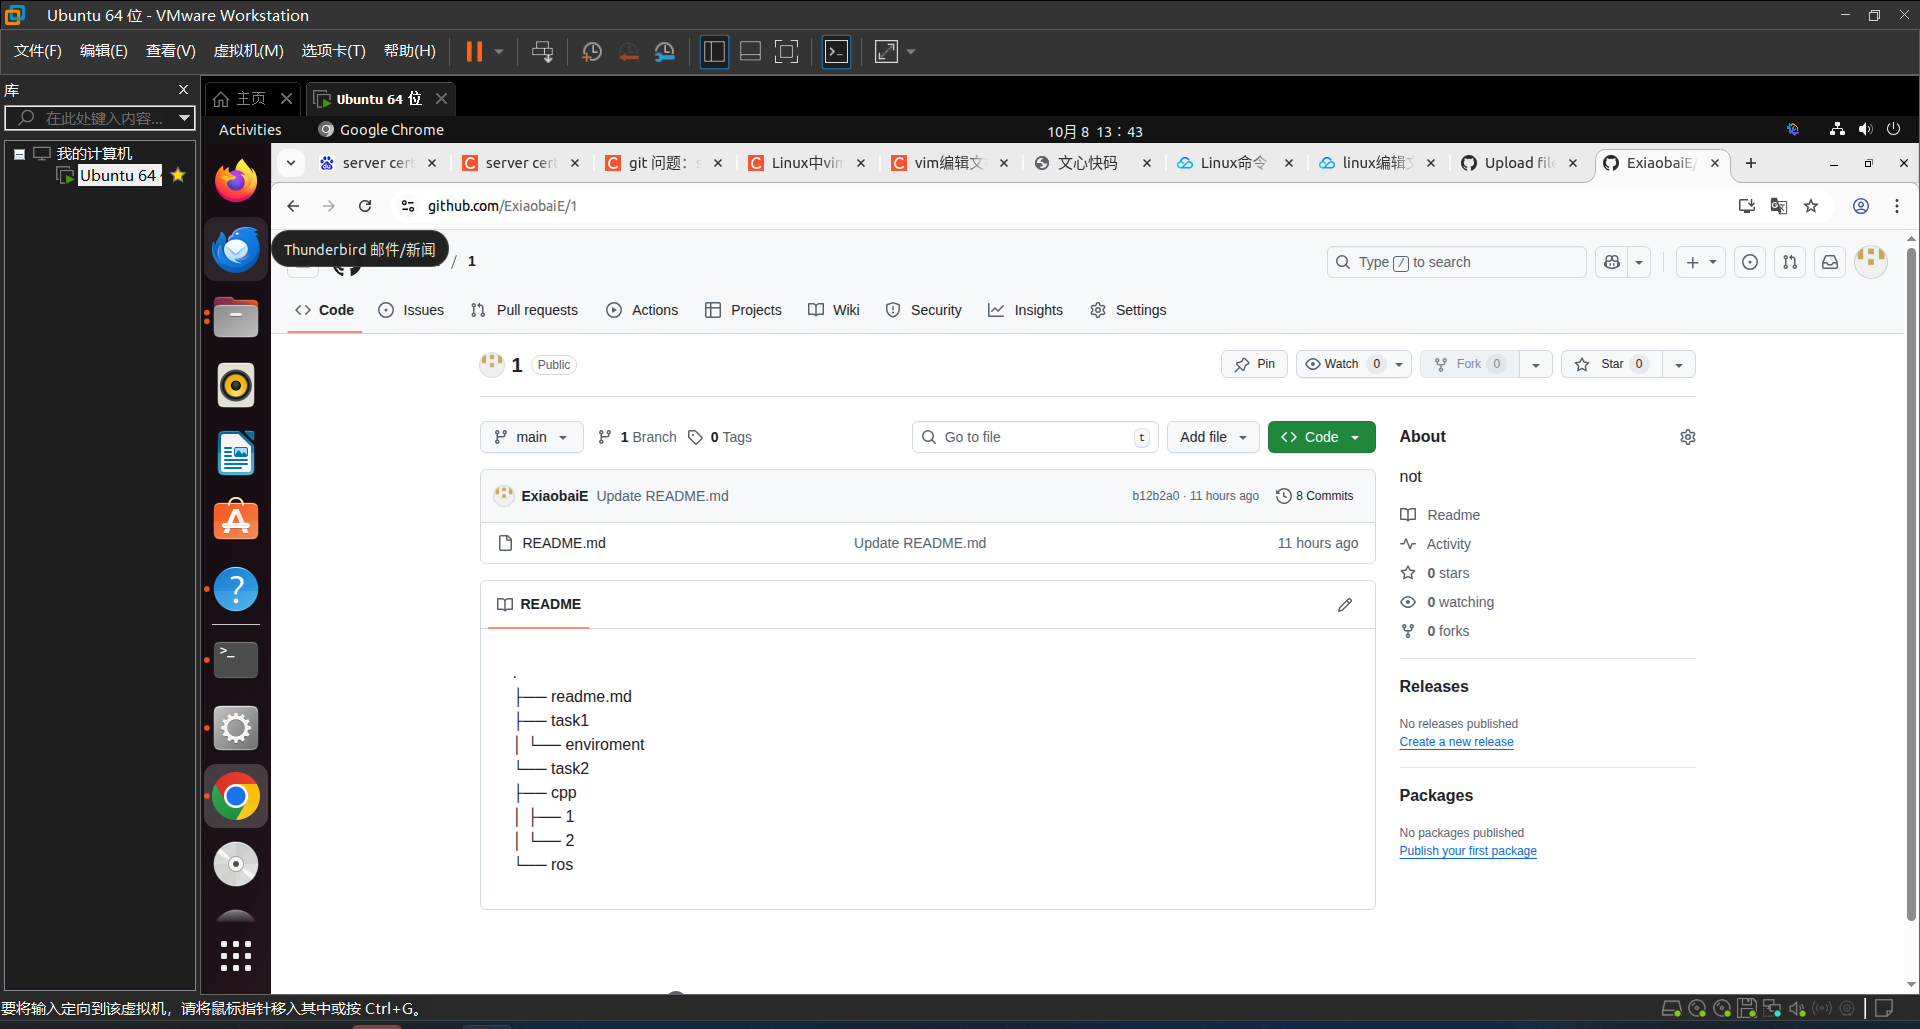 Ubuntu 64 位 - VMware Workstation
文件(F) 编辑(E) 查看(V) 虚拟机(M) 选项卡(T) 帮助(H)
库
在此处键入内容...
我的计算机
Ubuntu 64
主页
Ubuntu 64 位
Activities Google Chrome 10月 8 13：43
server cert server cert git 问题： Linux中vim vim编辑文 文心快码 Linux命令 linux编辑文 Upload file ExiaobaiE/
github.com/ExiaobaiE/1
Thunderbird 邮件/新闻
/ 1
Type / to search
Code Issues Pull requests Actions Projects Wiki Security Insights Settings
1 Public
Pin Watch 0 Fork 0 Star 0
main 1 Branch 0 Tags
Go to file t Add file Code
ExiaobaiE Update README.md b12b2a0 · 11 hours ago 8 Commits
README.md Update README.md 11 hours ago
README
.
├── readme.md
├── task1
│ └── enviroment
└── task2
├── cpp
│ ├── 1
│ └── 2
└── ros
About
not
Readme
Activity
0 stars
0 watching
0 forks
Releases
No releases published
Create a new release
Packages
No packages published
Publish your first package
要将输入定向到该虚拟机，请将鼠标指针移入其中或按 Ctrl+G。